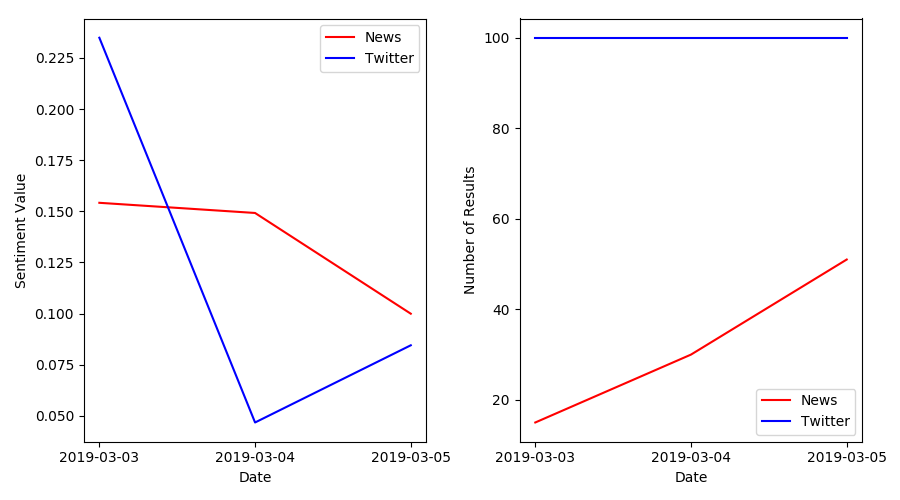 Sentiment Value
0.225
0.200
0.175
0.150
0.125
0.100
0.075
0.050
2019-03-03
2019-03-04
2019-03-05
Date
News
Twitter
Number of Results
100
80
60
40
20
2019-03-03
2019-03-04
2019-03-05
Date
News
Twitter